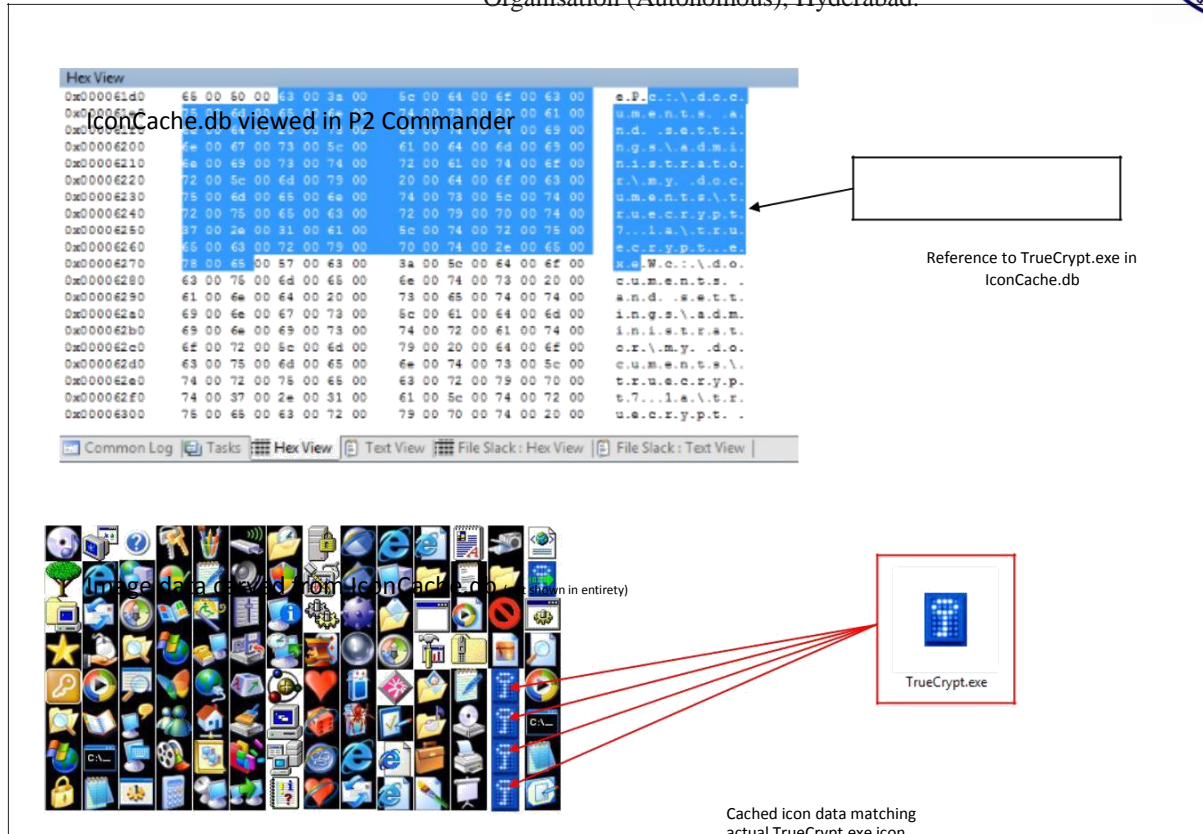 Organisation (Autonomous), Hyderabad.
Hex View
0x000061d0 65 00 50 00 63 00 3a 00 5c 00 64 00 6f 00 63 00 e.P.c.:.\.d.o.c.
61 00 u.m.e.n.t.s. .a.
IconCache.db viewed in P2 Commander
69 00 n.d. .s.e.t.t.i.
0x00006200 6e 00 67 00 73 00 5c 00 61 00 64 00 6d 00 69 00 n.g.s.\.a.d.m.i.
0x00006210 6e 00 69 00 73 00 74 00 72 00 61 00 74 00 6f 00 n.i.s.t.r.a.t.o.
0x00006220 72 00 5c 00 6d 00 79 00 20 00 64 00 6f 00 63 00 r.\.m.y. .d.o.c.
0x00006230 75 00 6d 00 65 00 6e 00 74 00 73 00 5c 00 74 00 u.m.e.n.t.s.\.t.
0x00006240 72 00 75 00 65 00 63 00 72 00 79 00 70 00 74 00 r.u.e.c.r.y.p.t.
0x00006250 37 00 2e 00 31 00 61 00 5c 00 74 00 72 00 75 00 7...1.a.\.t.r.u.
0x00006260 65 00 63 00 72 00 79 00 70 00 74 00 2e 00 65 00 e.c.r.y.p.t...e.
0x00006270 78 00 65 00 57 00 63 00 3a 00 5c 00 64 00 6f 00 x.e.W.c.:.\.d.o.
0x00006280 63 00 75 00 6d 00 65 00 6e 00 74 00 73 00 20 00 c.u.m.e.n.t.s. .
0x00006290 61 00 6e 00 64 00 20 00 73 00 65 00 74 00 74 00 a.n.d. .s.e.t.t.
0x000062a0 69 00 6e 00 67 00 73 00 5c 00 61 00 64 00 6d 00 i.n.g.s.\.a.d.m.
0x000062b0 69 00 6e 00 69 00 73 00 74 00 72 00 61 00 74 00 i.n.i.s.t.r.a.t.
0x000062c0 6f 00 72 00 5c 00 6d 00 79 00 20 00 64 00 6f 00 o.r.\.m.y. .d.o.
0x000062d0 63 00 75 00 6d 00 65 00 6e 00 74 00 73 00 5c 00 c.u.m.e.n.t.s.\.
0x000062e0 74 00 72 00 75 00 65 00 63 00 72 00 79 00 70 00 t.r.u.e.c.r.y.p.
0x000062f0 74 00 37 00 2e 00 31 00 61 00 5c 00 74 00 72 00 t.7...1.a.\.t.r.
0x00006300 75 00 65 00 63 00 72 00 79 00 70 00 74 00 20 00 u.e.c.r.y.p.t. .
Common Log Tasks Hex View Text View File Slack : Hex View File Slack : Text View
Reference to TrueCrypt.exe in
IconCache.db
Image data carved from IconCache.db shown in entirety)
TrueCrypt.exe
C:\_
C:\_
Cached icon data matching
actual TrueCrypt.exe icon